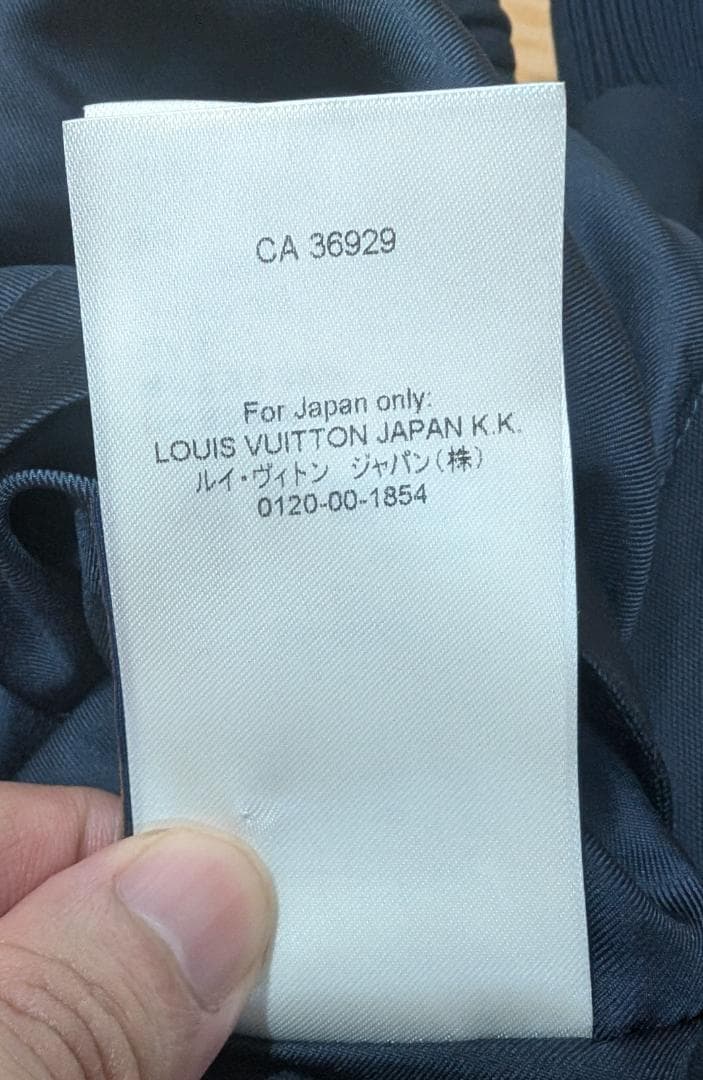 CA 36929
For Japan only:
LOUIS VUITTON JAPAN K.K.
ルイ・ヴィトン ジャパン(株)
0120-00-1854